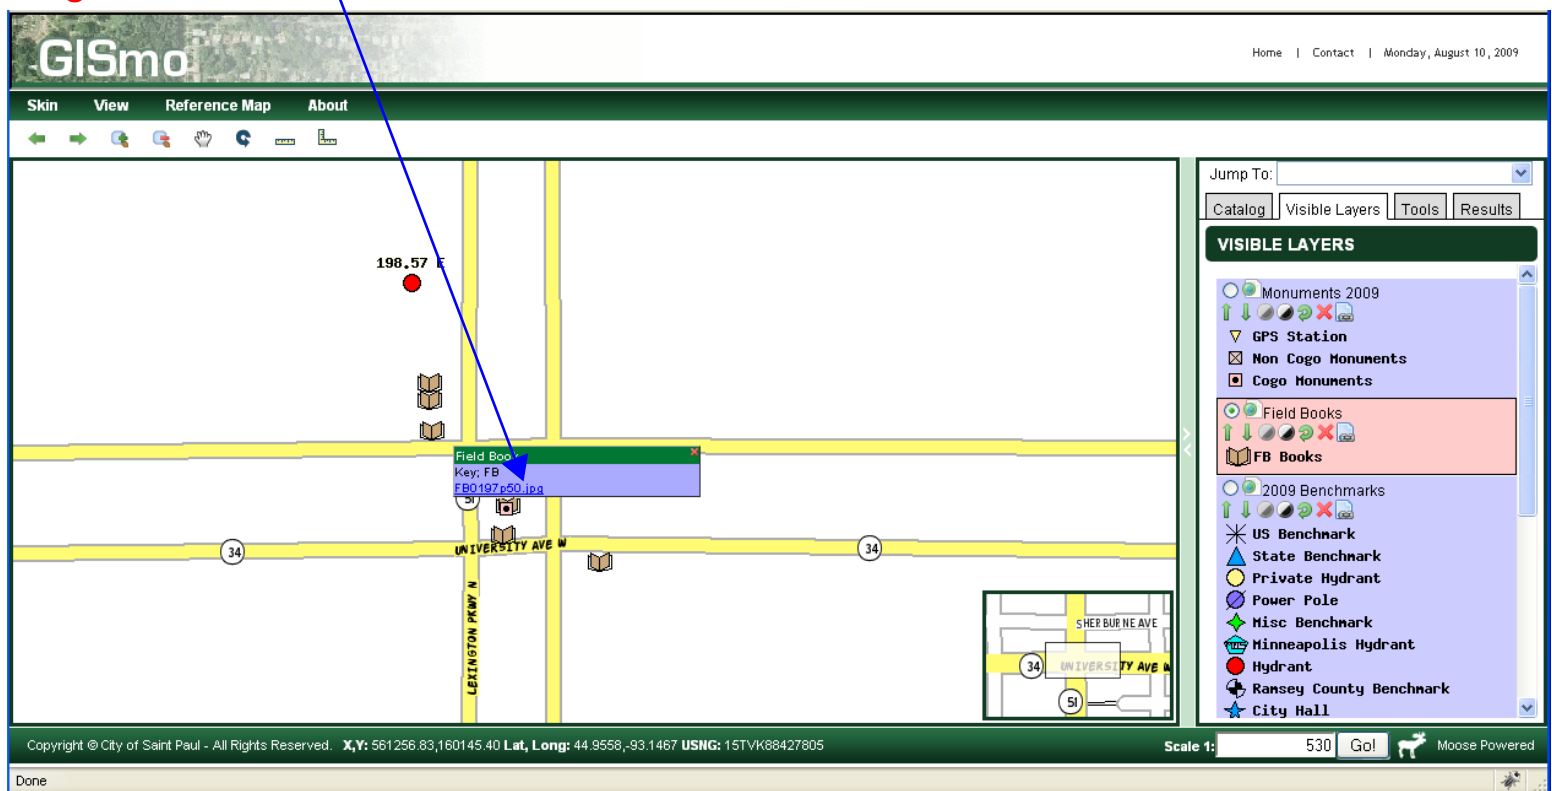 GISmo
Home | Contact | Monday, August 10, 2009
Skin View Reference Map About
Jump To:
Catalog Visible Layers Tools Results
VISIBLE LAYERS
Monuments 2009
GPS Station
Non Cogo Monuments
Cogo Monuments
Field Books
FB Books
2009 Benchmarks
US Benchmark
State Benchmark
Private Hydrant
Power Pole
Misc Benchmark
Minneapolis Hydrant
Hydrant
Ramsey County Benchmark
City Hall
198.57 E
Field Boo
Key: FB
FB0197p50.jpg
51
34
UNIVERSITY AVE W
34
LEXINGTON PKWY N
SHERBURNE AVE
34
UNIVERSITY AVE W
51
Copyright © City of Saint Paul - All Rights Reserved. X,Y: 561256.83,160145.40 Lat, Long: 44.9558,-93.1467 USNG: 15TVK88427805
Scale 1: 530 Go! Moose Powered
Done